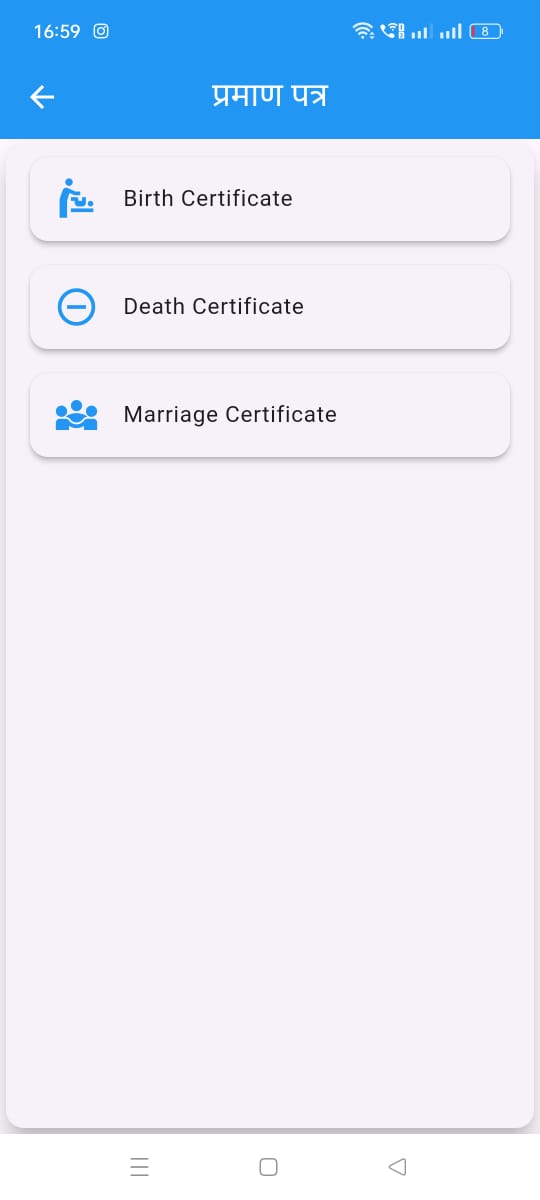 16:59
8
प्रमाण पत्र
Birth Certificate
Death Certificate
Marriage Certificate